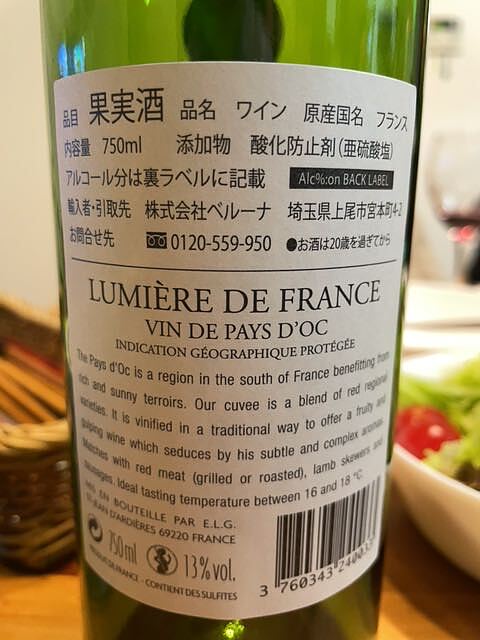 品目 果実酒 品名 ワイン 原産国名 フランス
内容量 750ml 添加物 酸化防止剤(亜硫酸塩)
アルコール分は裏ラベルに記載 Alc%:on BACK LABEL
輸入者・引取先 株式会社ベルーナ 埼玉県上尾市宮本町4-2
お問合せ先 0120-559-950 ●お酒は20歳を過ぎてから
LUMIÈRE DE FRANCE
VIN DE PAYS D'OC
INDICATION GÉOGRAPHIQUE PROTÉGÉE
The Pays d'Oc is a region in the south of France benefitting from
rich and sunny terroirs. Our cuvee is a blend of red regional
varieties. It is vinified in a traditional way to offer a fruity and
gulping wine which seduces by his subtle and complex aromas.
Matches with red meat (grilled or roasted), lamb skewers and
sausages. Ideal tasting temperature between 16 and 18 °C.
MIS EN BOUTEILLE PAR E.L.G.
ST JEAN D'ARDIÈRES 69220 FRANCE
750ml 13% vol.
PRODUIT DE FRANCE - CONTIENT DES SULFITES
3 760343 240037